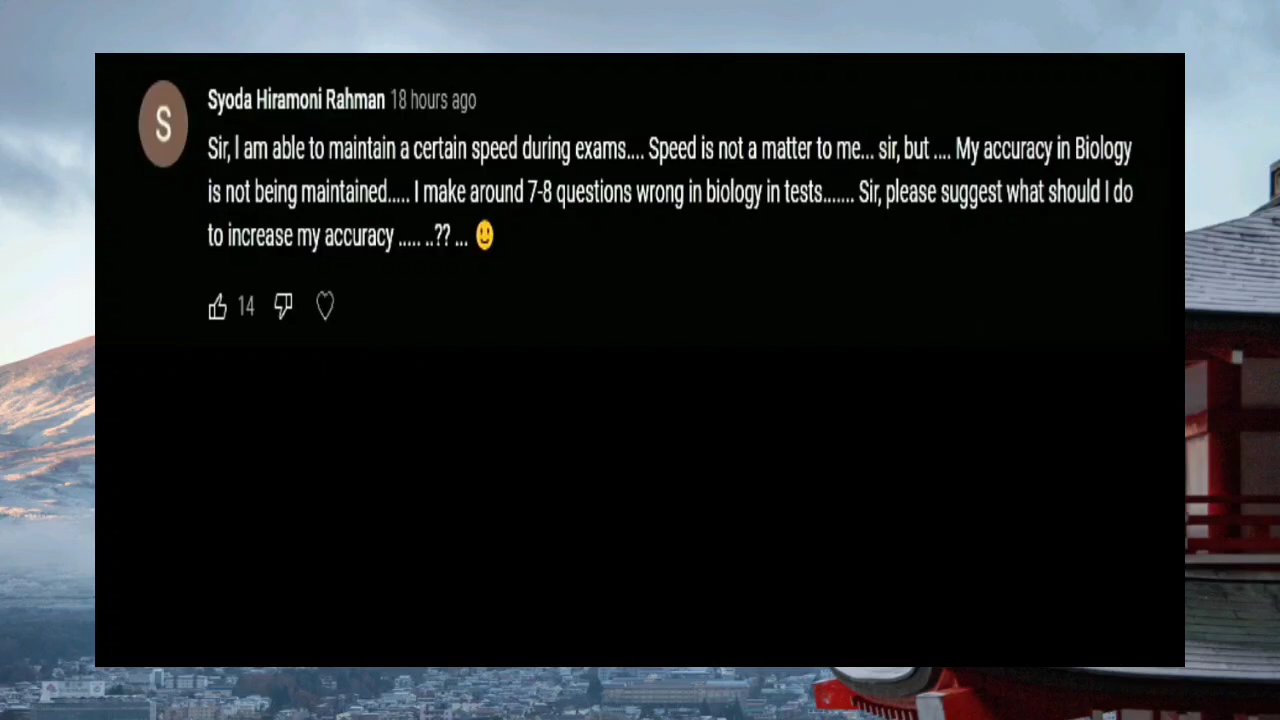 S
Syoda Hiramoni Rahman 18 hours ago
Sir, I am able to maintain a certain speed during exams.... Speed is not a matter to me... sir, but .... My accuracy in Biology
is not being maintained..... I make around 7-8 questions wrong in biology in tests....... Sir, please suggest what should I do
to increase my accuracy ..... ..?? ... 🙂
14